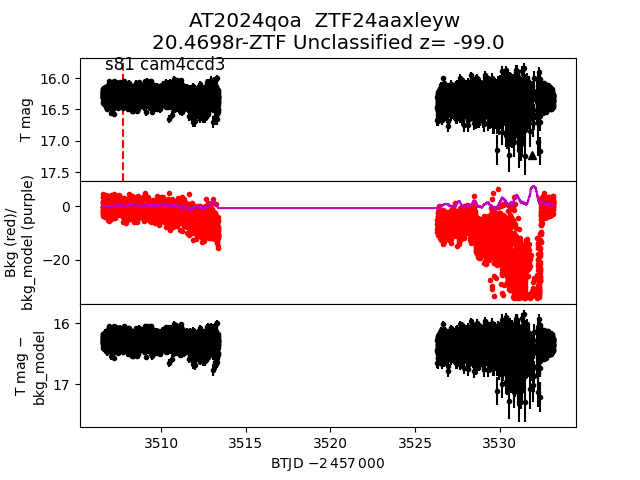 AT2024qoa  ZTF24aaxleyw
20.4698r-ZTF Unclassified z= -99.0
s81 cam4ccd3
16.0
16.5
17.0
17.5
T mag
0
−20
Bkg (red)/
bkg_model (purple)
16
17
T mag −
bkg_model
3510
3515
3520
3525
3530
BTJD −2 457 000